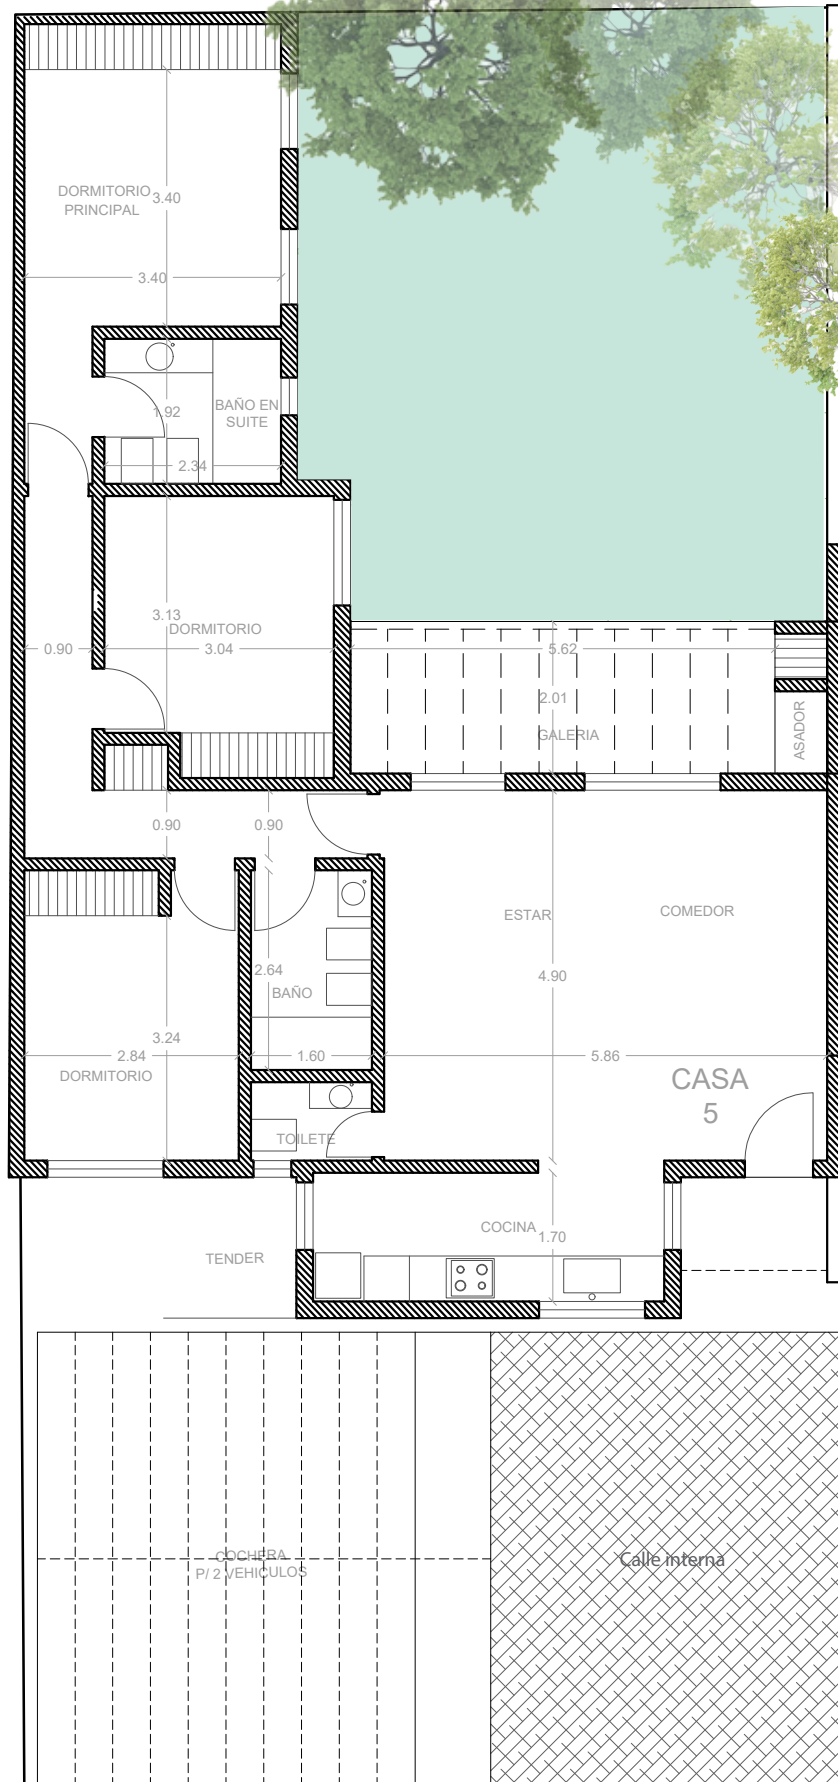 DORMITORIO
PRINCIPAL
3.40
3.40
1.92
BAÑO EN
SUITE
2.34
3.13
DORMITORIO
0.90
3.04
5.62
2.01
GALERIA
ASADOR
0.90
0.90
ESTAR
COMEDOR
2.64
4.90
BAÑO
3.24
2.84
1.60
5.86
DORMITORIO
CASA
5
TOILETE
COCINA
1.70
TENDER
COCHERA
P/ 2 VEHICULOS
Calle interna